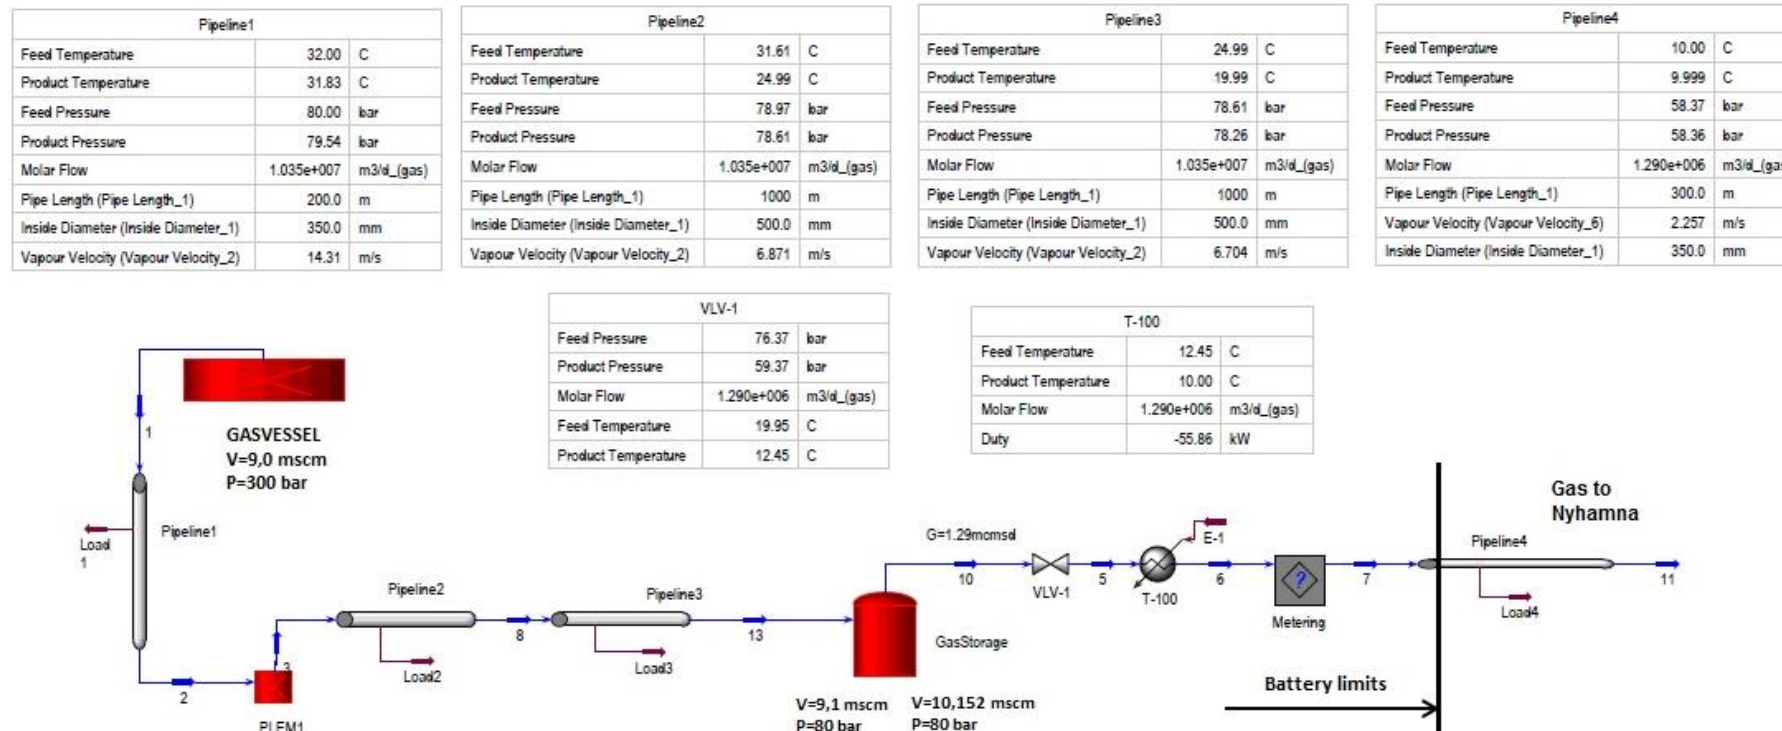 Pipeline1
Feed Temperature 32.00 C
Product Temperature 31.83 C
Feed Pressure 80.00 bar
Product Pressure 79.54 bar
Molar Flow 1.035e+007 m3/d_(gas)
Pipe Length (Pipe Length_1) 200.0 m
Inside Diameter (Inside Diameter_1) 350.0 mm
Vapour Velocity (Vapour Velocity_2) 14.31 m/s
Pipeline2
Feed Temperature 31.61 C
Product Temperature 24.99 C
Feed Pressure 78.97 bar
Product Pressure 78.61 bar
Molar Flow 1.035e+007 m3/d_(gas)
Pipe Length (Pipe Length_1) 1000 m
Inside Diameter (Inside Diameter_1) 500.0 mm
Vapour Velocity (Vapour Velocity_2) 6.871 m/s
Pipeline3
Feed Temperature 24.99 C
Product Temperature 19.99 C
Feed Pressure 78.61 bar
Product Pressure 78.26 bar
Molar Flow 1.035e+007 m3/d_(gas)
Pipe Length (Pipe Length_1) 1000 m
Inside Diameter (Inside Diameter_1) 500.0 mm
Vapour Velocity (Vapour Velocity_2) 6.704 m/s
Pipeline4
Feed Temperature 10.00 C
Product Temperature 9.999 C
Feed Pressure 58.37 bar
Product Pressure 58.36 bar
Molar Flow 1.290e+006 m3/d_(gas
Pipe Length (Pipe Length_1) 300.0 m
Vapour Velocity (Vapour Velocity_6) 2.257 m/s
Inside Diameter (Inside Diameter_1) 350.0 mm
VLV-1
Feed Pressure 76.37 bar
Product Pressure 59.37 bar
Molar Flow 1.290e+006 m3/d_(gas)
Feed Temperature 19.95 C
Product Temperature 12.45 C
T-100
Feed Temperature 12.45 C
Product Temperature 10.00 C
Molar Flow 1.290e+006 m3/d_(gas)
Duty -55.86 kW
1
GASVESSEL
V=9,0 mscm
P=300 bar
Pipeline1
Load
1
2
3
PLEM1
Pipeline2
Load2
8
Pipeline3
Load3
13
GasStorage
V=9,1 mscm
P=80 bar
V=10,152 mscm
P=80 bar
G=1.29mcmsd
10
VLV-1
5
E-1
T-100
6
?
Metering
7
Gas to
Nyhamna
Pipeline4
Load4
11
Battery limits